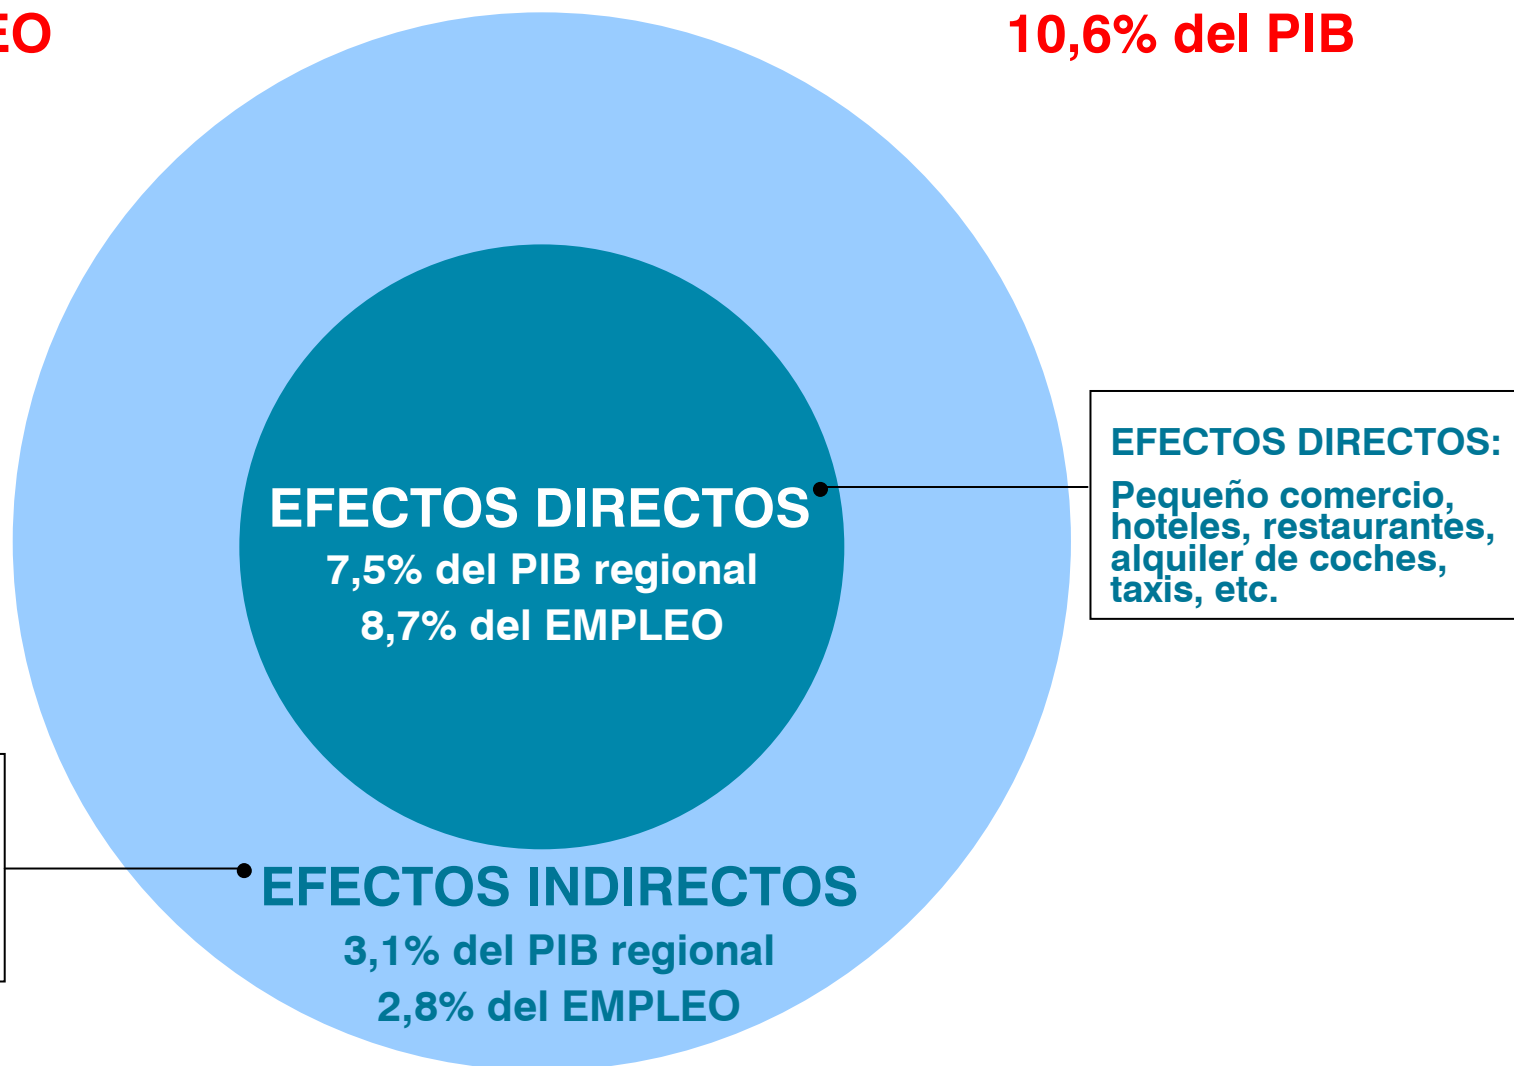 10,6% del PIB
EFECTOS DIRECTOS
7,5% del PIB regional
8,7% del EMPLEO
EFECTOS DIRECTOS:
Pequeño comercio,
hoteles, restaurantes,
alquiler de coches,
taxis, etc.
EFECTOS INDIRECTOS
3,1% del PIB regional
2,8% del EMPLEO